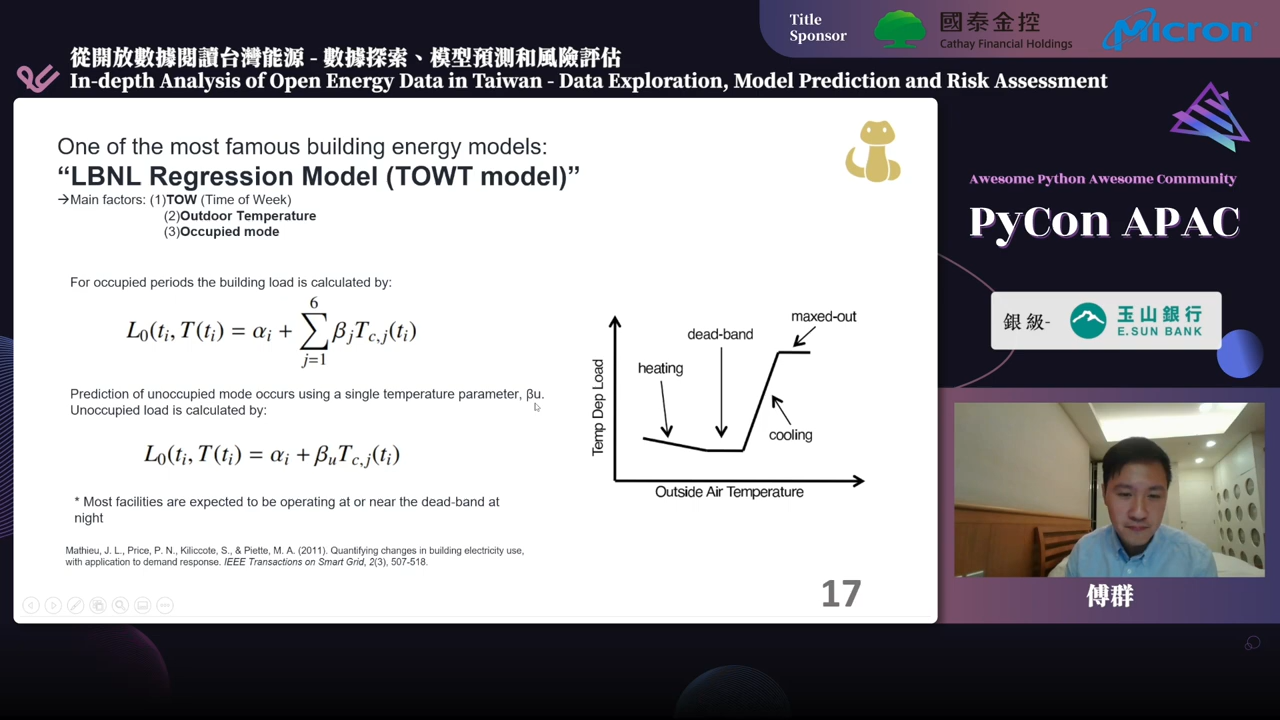 Title
Sponsor
國泰金控
Cathay Financial Holdings
Micron
從開放數據閱讀台灣能源 - 數據探索、模型預測和風險評估
In-depth Analysis of Open Energy Data in Taiwan - Data Exploration, Model Prediction and Risk Assessment
One of the most famous building energy models:
“LBNL Regression Model (TOWT model)”
→Main factors: (1)TOW (Time of Week)
(2)Outdoor Temperature
(3)Occupied mode
For occupied periods the building load is calculated by:
L₀(tᵢ, T(tᵢ) = αᵢ + ∑⁶ⱼ₌₁ βⱼT_{c,j}(tᵢ)
Prediction of unoccupied mode occurs using a single temperature parameter, βu.
Unoccupied load is calculated by:
L₀(tᵢ, T(tᵢ) = αᵢ + βᵤT_{c,j}(tᵢ)
* Most facilities are expected to be operating at or near the dead-band at
night
Mathieu, J. L., Price, P. N., Kiliccote, S., & Piette, M. A. (2011). Quantifying changes in building electricity use,
with application to demand response. IEEE Transactions on Smart Grid, 2(3), 507-518.
maxed-out
dead-band
heating
cooling
Temp Dep Load
Outside Air Temperature
17
Awesome Python Awesome Community
PyCon APAC
銀級-
玉山銀行
E.SUN BANK
傅群